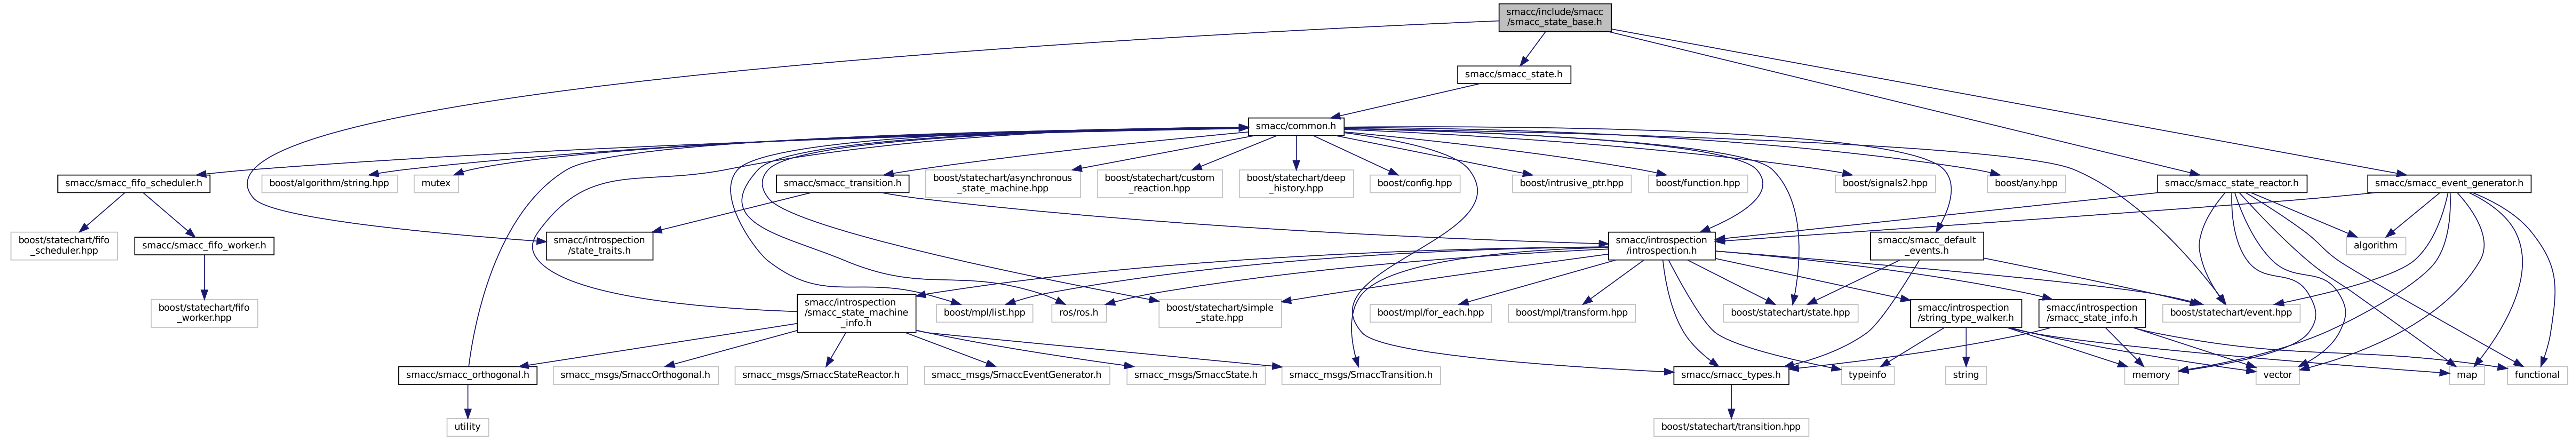 smacc/include/smacc
/smacc_state_base.h
smacc/smacc_state.h
smacc/common.h
smacc/smacc_fifo_scheduler.h
boost/algorithm/string.hpp
mutex
smacc/smacc_transition.h
boost/statechart/asynchronous
_state_machine.hpp
boost/statechart/custom
_reaction.hpp
boost/statechart/deep
_history.hpp
boost/config.hpp
boost/intrusive_ptr.hpp
boost/function.hpp
boost/signals2.hpp
boost/any.hpp
smacc/smacc_state_reactor.h
smacc/smacc_event_generator.h
boost/statechart/fifo
_scheduler.hpp
smacc/smacc_fifo_worker.h
smacc/introspection
/state_traits.h
smacc/introspection
/introspection.h
smacc/smacc_default
_events.h
algorithm
boost/statechart/fifo
_worker.hpp
smacc/introspection
/smacc_state_machine
_info.h
boost/mpl/list.hpp
ros/ros.h
boost/statechart/simple
_state.hpp
boost/mpl/for_each.hpp
boost/mpl/transform.hpp
boost/statechart/state.hpp
smacc/introspection
/string_type_walker.h
smacc/introspection
/smacc_state_info.h
boost/statechart/event.hpp
smacc/smacc_orthogonal.h
smacc_msgs/SmaccOrthogonal.h
smacc_msgs/SmaccStateReactor.h
smacc_msgs/SmaccEventGenerator.h
smacc_msgs/SmaccState.h
smacc_msgs/SmaccTransition.h
smacc/smacc_types.h
typeinfo
string
memory
vector
map
functional
utility
boost/statechart/transition.hpp